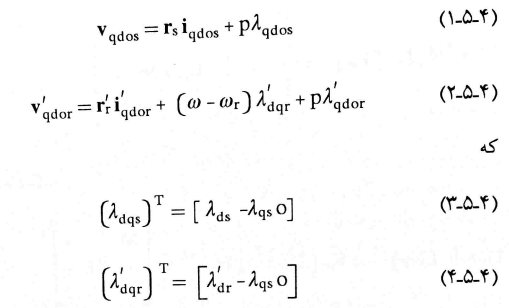 v_qdos = r_s i_qdos + pλ_qdos (۱-۵-۴)
v'_qdor = r'_r i'_qdor + (ω - ω_r) λ'_dqr + pλ'_qdor (۲-۵-۴)
که
(λ_dqs)^T = [ λ_ds -λ_qs o] (۳-۵-۴)
(λ'_dqr)^T = [λ'_dr -λ_qs o] (۴-۵-۴)